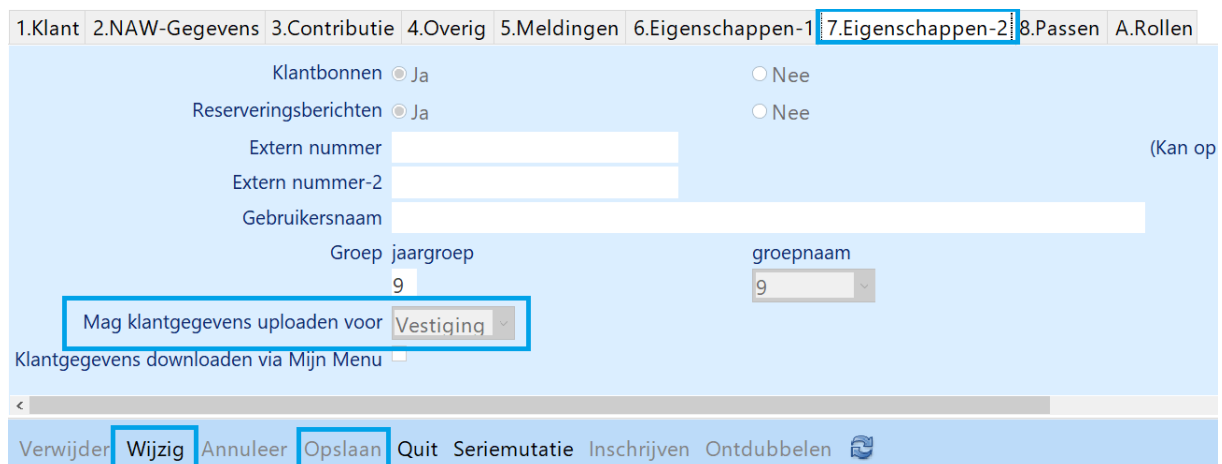 1.Klant 2.NAW-Gegevens 3.Contributie 4.Overig 5.Meldingen 6.Eigenschappen-1 7.Eigenschappen-2 8.Passen A.Rollen
Klantbonnen Ja Nee
Reserveringsberichten Ja Nee
Extern nummer (Kan op
Extern nummer-2
Gebruikersnaam
Groep jaargroep groepnaam
9 9
Mag klantgegevens uploaden voor Vestiging
Klantgegevens downloaden via Mijn Menu
Verwijder Wijzig Annuleer Opslaan Quit Seriemutatie Inschrijven Ontdubbelen